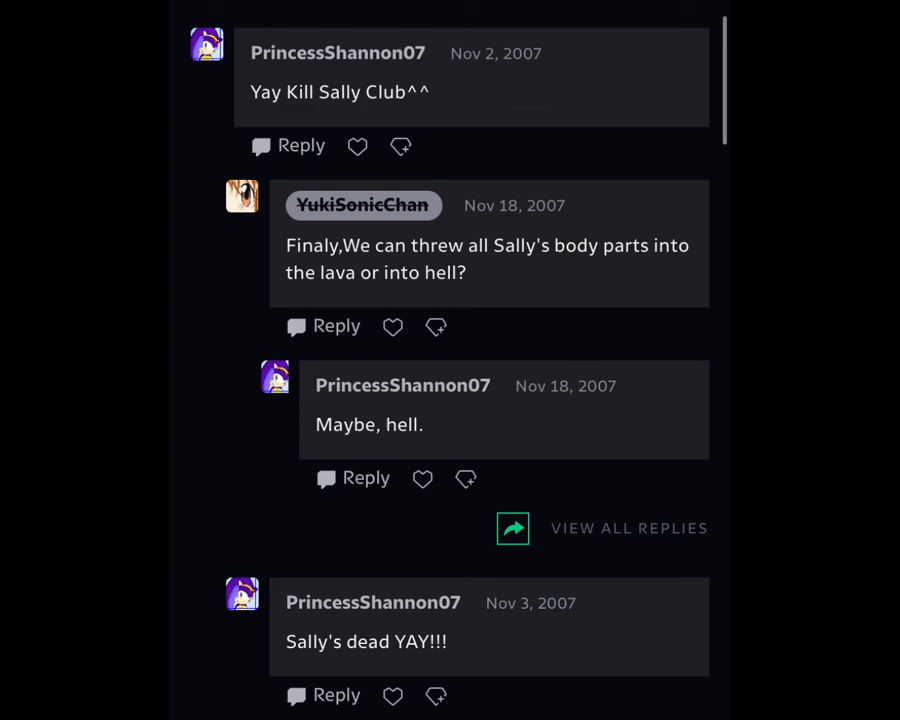 PrincessShannon07 Nov 2, 2007
Yay Kill Sally Club^^
Reply
YukiSonicChan Nov 18, 2007
Finaly,We can threw all Sally's body parts into
the lava or into hell?
Reply
PrincessShannon07 Nov 18, 2007
Maybe, hell.
Reply
VIEW ALL REPLIES
PrincessShannon07 Nov 3, 2007
Sally's dead YAY!!!
Reply